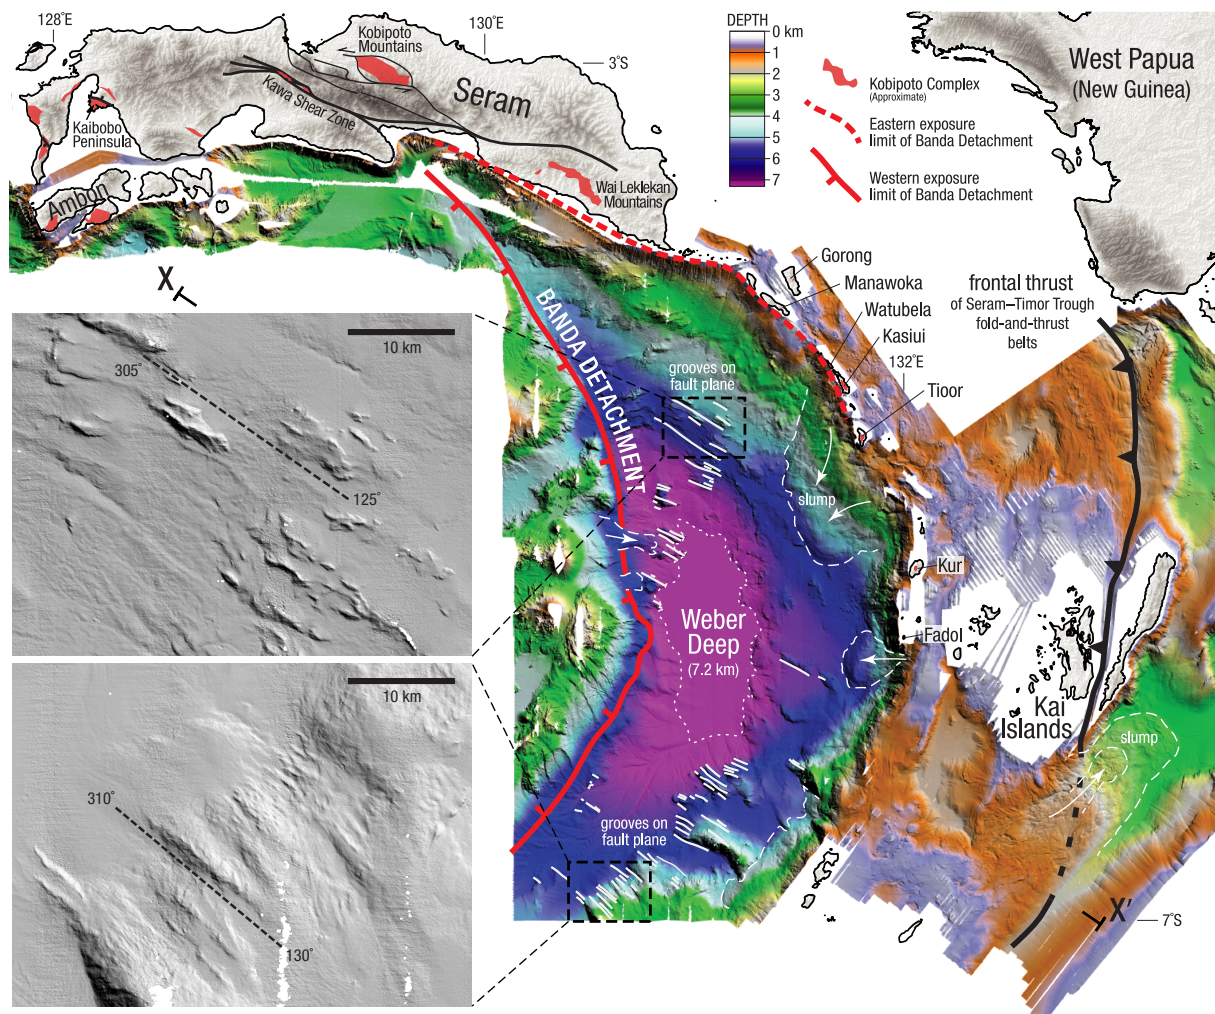 128°E
Kobipoto
Mountains
130°E
3°S
Seram
Kawa Shear Zone
Kaibobo
Peninsula
Ambon
Wai Leklekan
Mountains
DEPTH
0 km
1
2
3
4
5
6
7
Kobipoto Complex
(Approximate)
Eastern exposure
limit of Banda Detachment
Western exposure
limit of Banda Detachment
West Papua
(New Guinea)
Gorong
Manawoka
Watubela
Kasiui
132°E
Tioor
frontal thrust
of Seram–Timor Trough
fold-and-thrust
belts
X
BANDA DETACHMENT
grooves on
fault plane
slump
10 km
305°
125°
Kur
Fadol
Weber
Deep
(7.2 km)
Kai
Islands
slump
10 km
310°
130°
grooves on
fault plane
X'
7°S